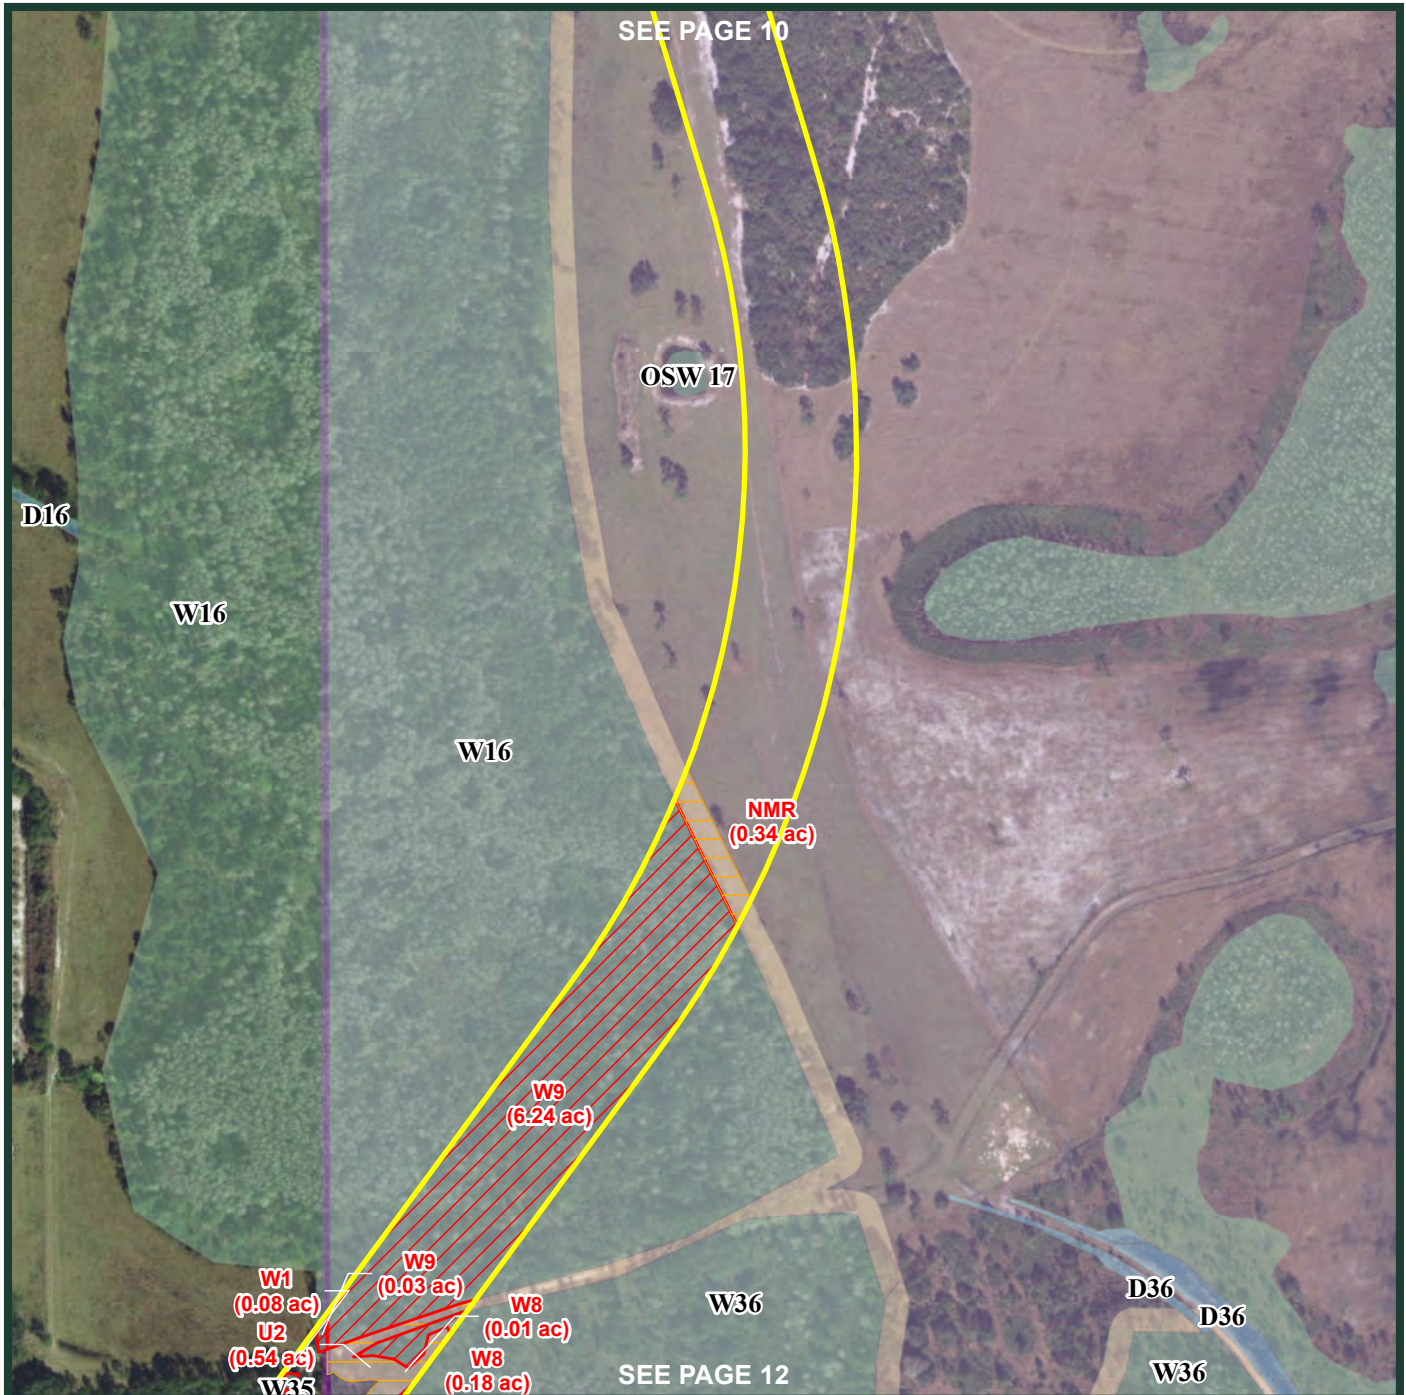 SEE PAGE 10
OSW 17
D16
W16
W16
NMR
(0.34 ac)
W9
(6.24 ac)
W9
(0.03 ac)
W1
(0.08 ac)
U2
(0.54 ac)
W8
(0.01 ac)
W8
(0.18 ac)
W35
W36
D36
D36
W36
SEE PAGE 12